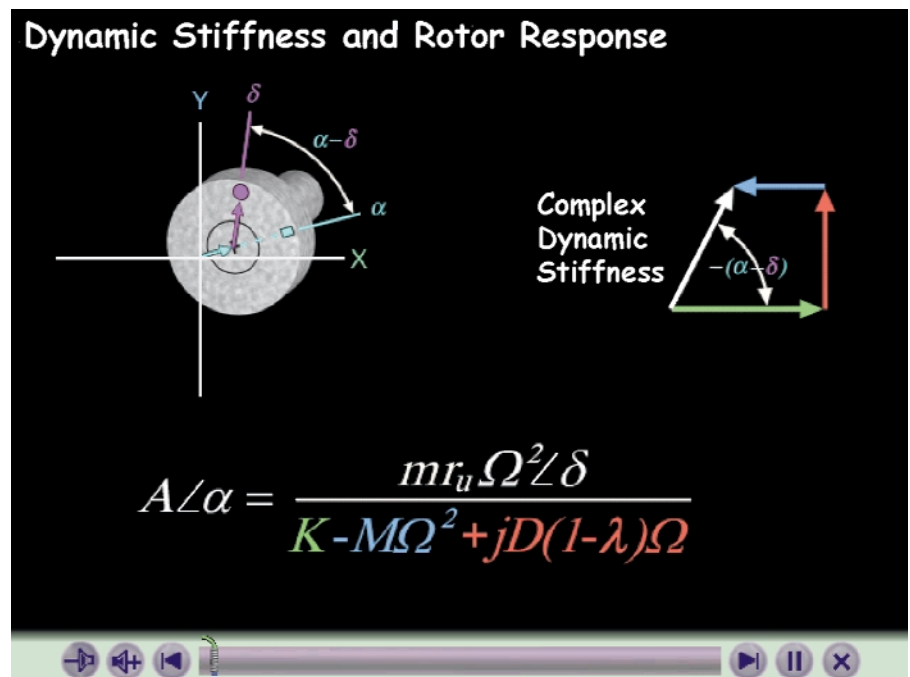 Dynamic Stiffness and Rotor Response
δ
Y
α-δ
α
X
Complex
Dynamic
Stiffness
-(α-δ)
A∠α = mr_uΩ²∠δ / K-MΩ²+jD(1-λ)Ω